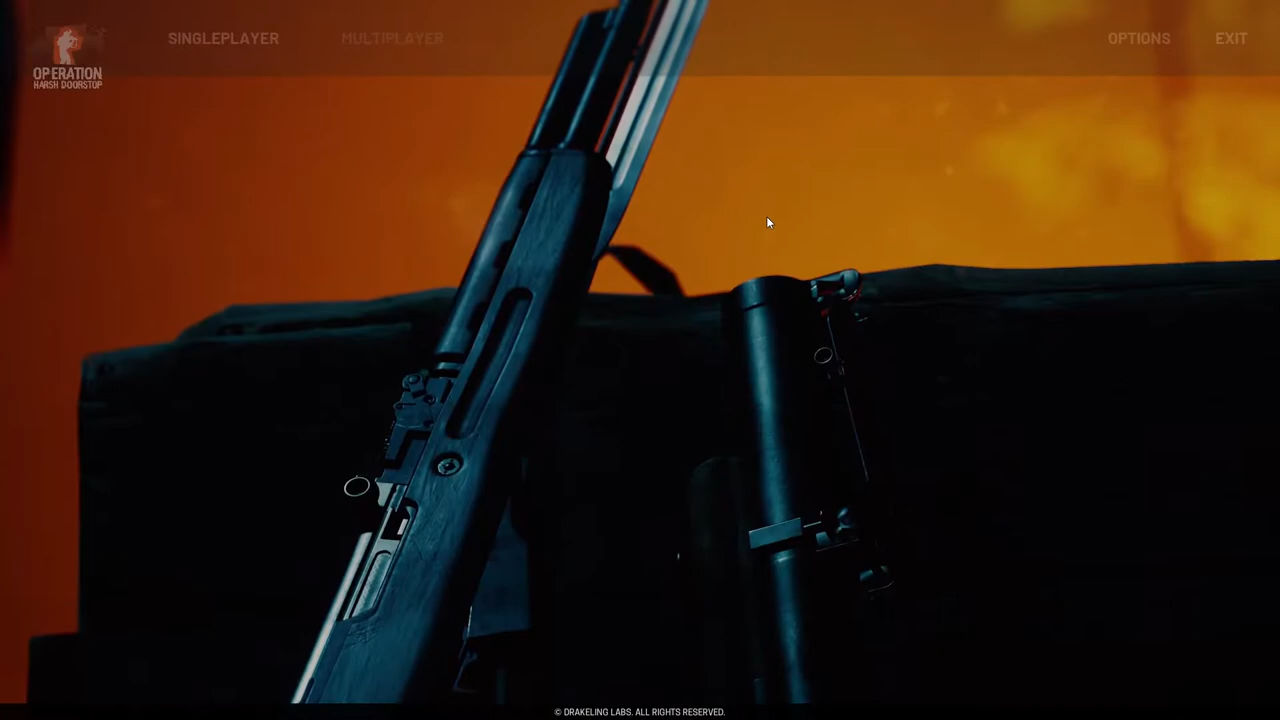 SINGLEPLAYER
MULTIPLAYER
OPTIONS
EXIT
OPERATION
HARSH DOORSTOP
© DRAKELING LABS. ALL RIGHTS RESERVED.